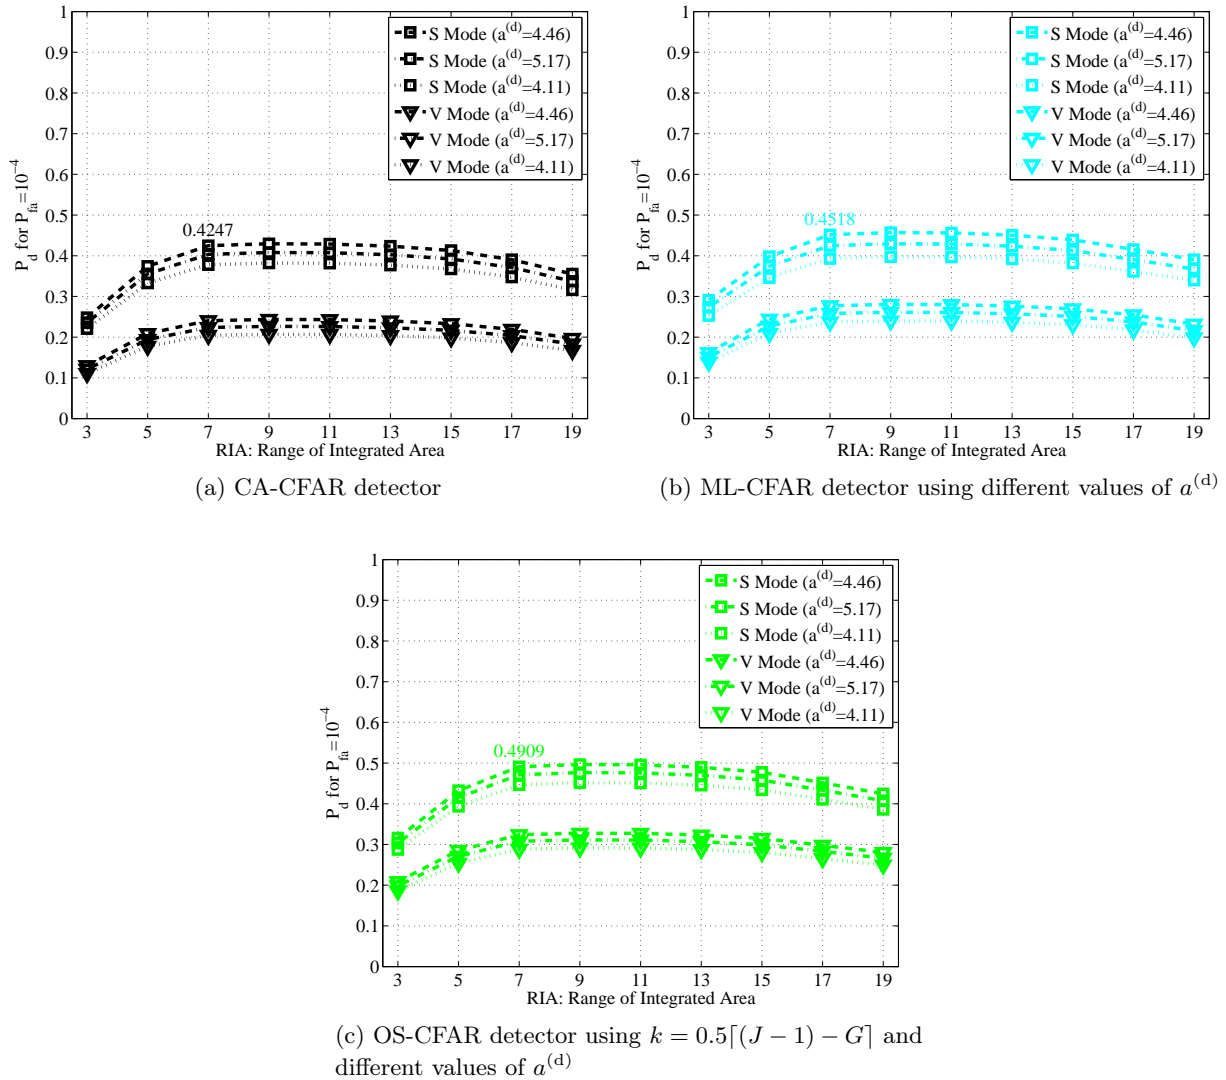 1
0.9
0.8
0.7
0.6
0.5
0.4
0.3
0.2
0.1
0
P_d for P_fa=10^-4
S Mode (a^(d)=4.46)
S Mode (a^(d)=5.17)
S Mode (a^(d)=4.11)
V Mode (a^(d)=4.46)
V Mode (a^(d)=5.17)
V Mode (a^(d)=4.11)
0.4247
3 5 7 9 11 13 15 17 19
RIA: Range of Integrated Area
(a) CA-CFAR detector
1
0.9
0.8
0.7
0.6
0.5
0.4
0.3
0.2
0.1
0
P_d for P_fa=10^-4
S Mode (a^(d)=4.46)
S Mode (a^(d)=5.17)
S Mode (a^(d)=4.11)
V Mode (a^(d)=4.46)
V Mode (a^(d)=5.17)
V Mode (a^(d)=4.11)
0.4518
3 5 7 9 11 13 15 17 19
RIA: Range of Integrated Area
(b) ML-CFAR detector using different values of a^(d)
1
0.9
0.8
0.7
0.6
0.5
0.4
0.3
0.2
0.1
0
P_d for P_fa=10^-4
S Mode (a^(d)=4.46)
S Mode (a^(d)=5.17)
S Mode (a^(d)=4.11)
V Mode (a^(d)=4.46)
V Mode (a^(d)=5.17)
V Mode (a^(d)=4.11)
0.4909
3 5 7 9 11 13 15 17 19
RIA: Range of Integrated Area
(c) OS-CFAR detector using k = 0.5⌈(J − 1) − G⌉ and
different values of a^(d)